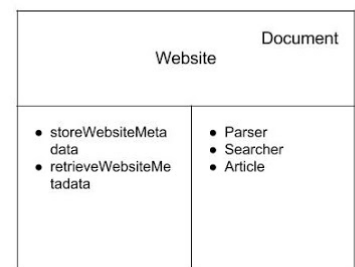 Document
Website
● storeWebsiteMeta
data
● retrieveWebsiteMe
tadata
● Parser
● Searcher
● Article